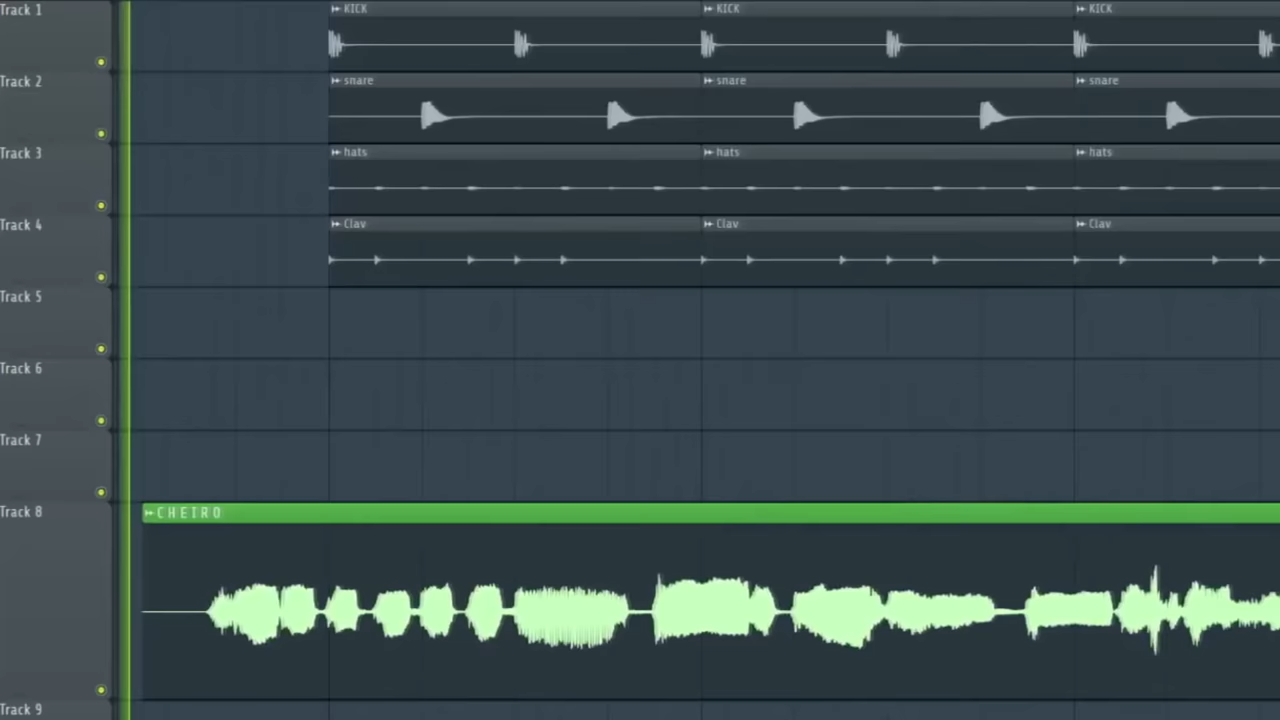 Track 1
KICK KICK KICK
Track 2
snare snare snare
Track 3
hats hats hats
Track 4
Clav Clav Clav
Track 5
Track 6
Track 7
Track 8
CHEIRO
Track 9